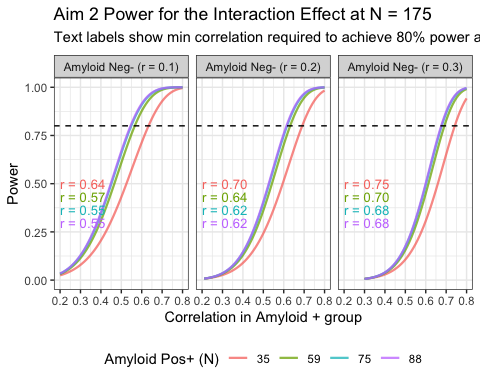 Aim 2 Power for the Interaction Effect at N = 175
Text labels show min correlation required to achieve 80% power a
Amyloid Neg- (r = 0.1) Amyloid Neg- (r = 0.2) Amyloid Neg- (r = 0.3)
1.00
0.75
0.50
0.25
0.00
Power
r = 0.64 r = 0.70 r = 0.75
r = 0.57 r = 0.64 r = 0.70
r = 0.55 r = 0.62 r = 0.68
r = 0.55 r = 0.62 r = 0.68
0.2 0.3 0.4 0.5 0.6 0.7 0.8 0.2 0.3 0.4 0.5 0.6 0.7 0.8 0.2 0.3 0.4 0.5 0.6 0.7 0.8
Correlation in Amyloid + group
Amyloid Pos+ (N) 35 59 75 88